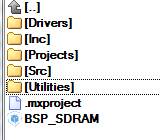 [..]
[Drivers]
[Inc]
[Projects]
[Src]
[Utilities]
.mxproject
BSP_SDRAM